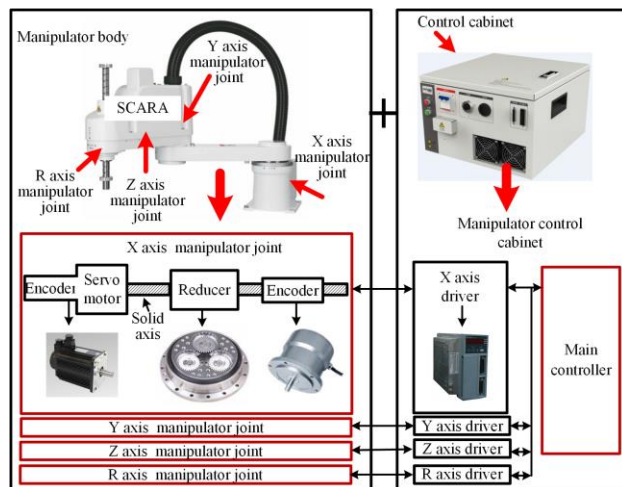 Manipulator body
Y axis
manipulator
joint
SCARA
X axis
manipulator
joint
R axis
manipulator
joint
Z axis
manipulator
joint
X axis manipulator joint
Encoder
Servo
motor
Reducer
Encoder
Solid
axis
Y axis manipulator joint
Z axis manipulator joint
R axis manipulator joint
Control cabinet
Manipulator control
cabinet
X axis
driver
Main
controller
Y axis driver
Z axis driver
R axis driver